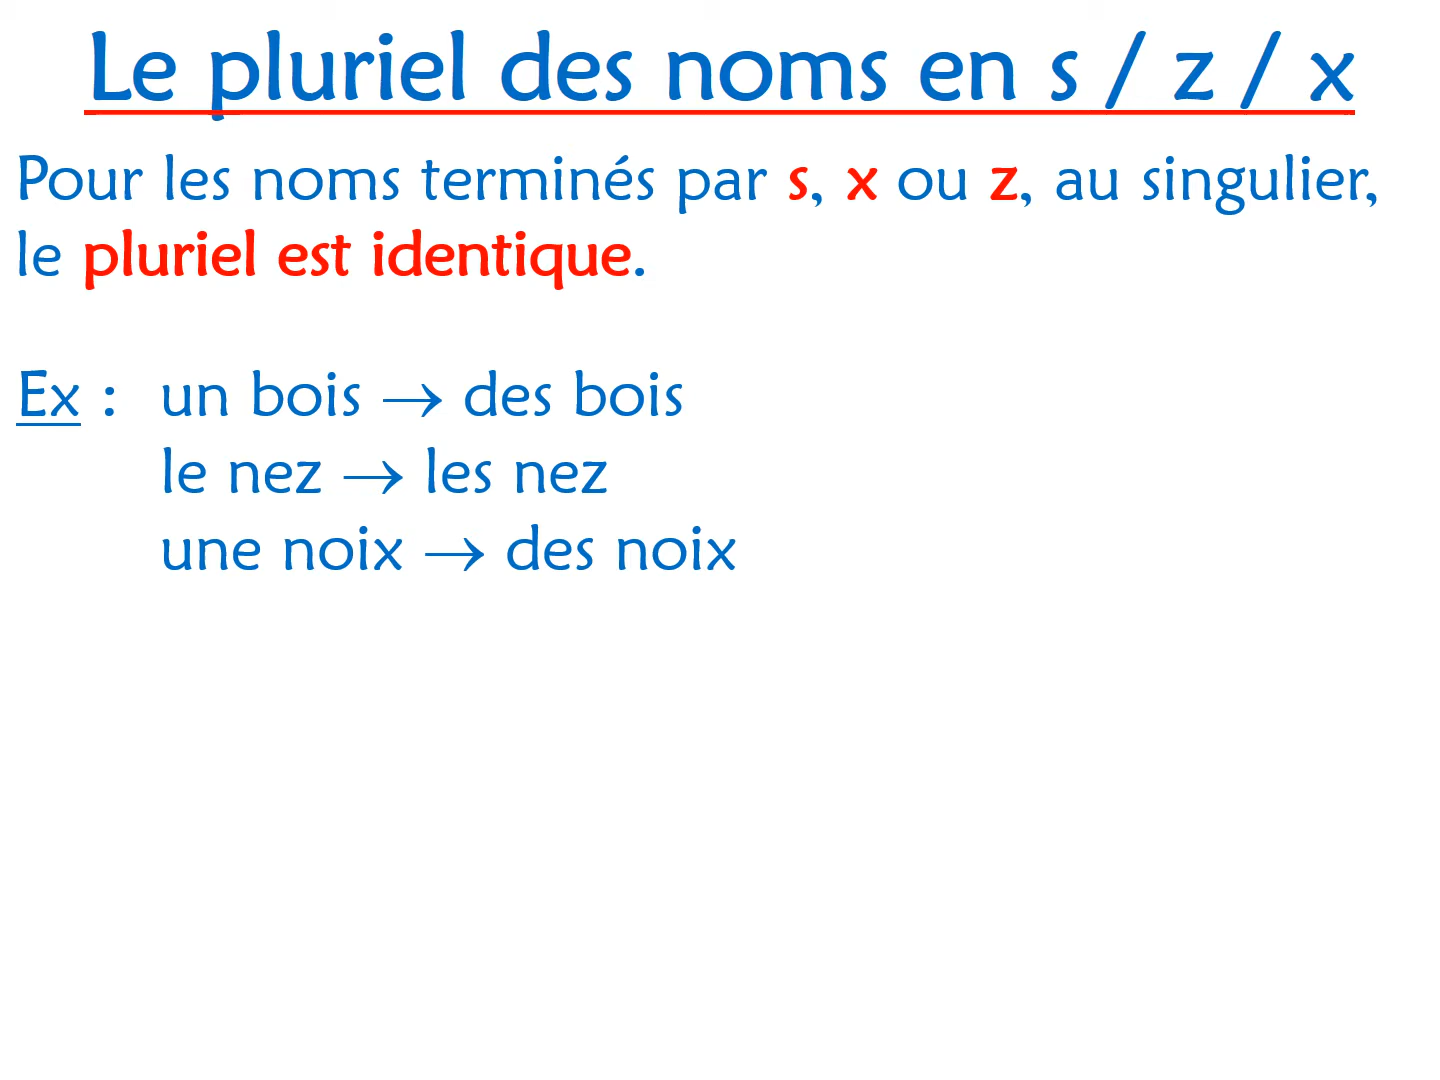 Le pluriel des noms en s / z / x
Pour les noms terminés par s, x ou z, au singulier,
le pluriel est identique.
Ex : un bois → des bois
le nez → les nez
une noix → des noix